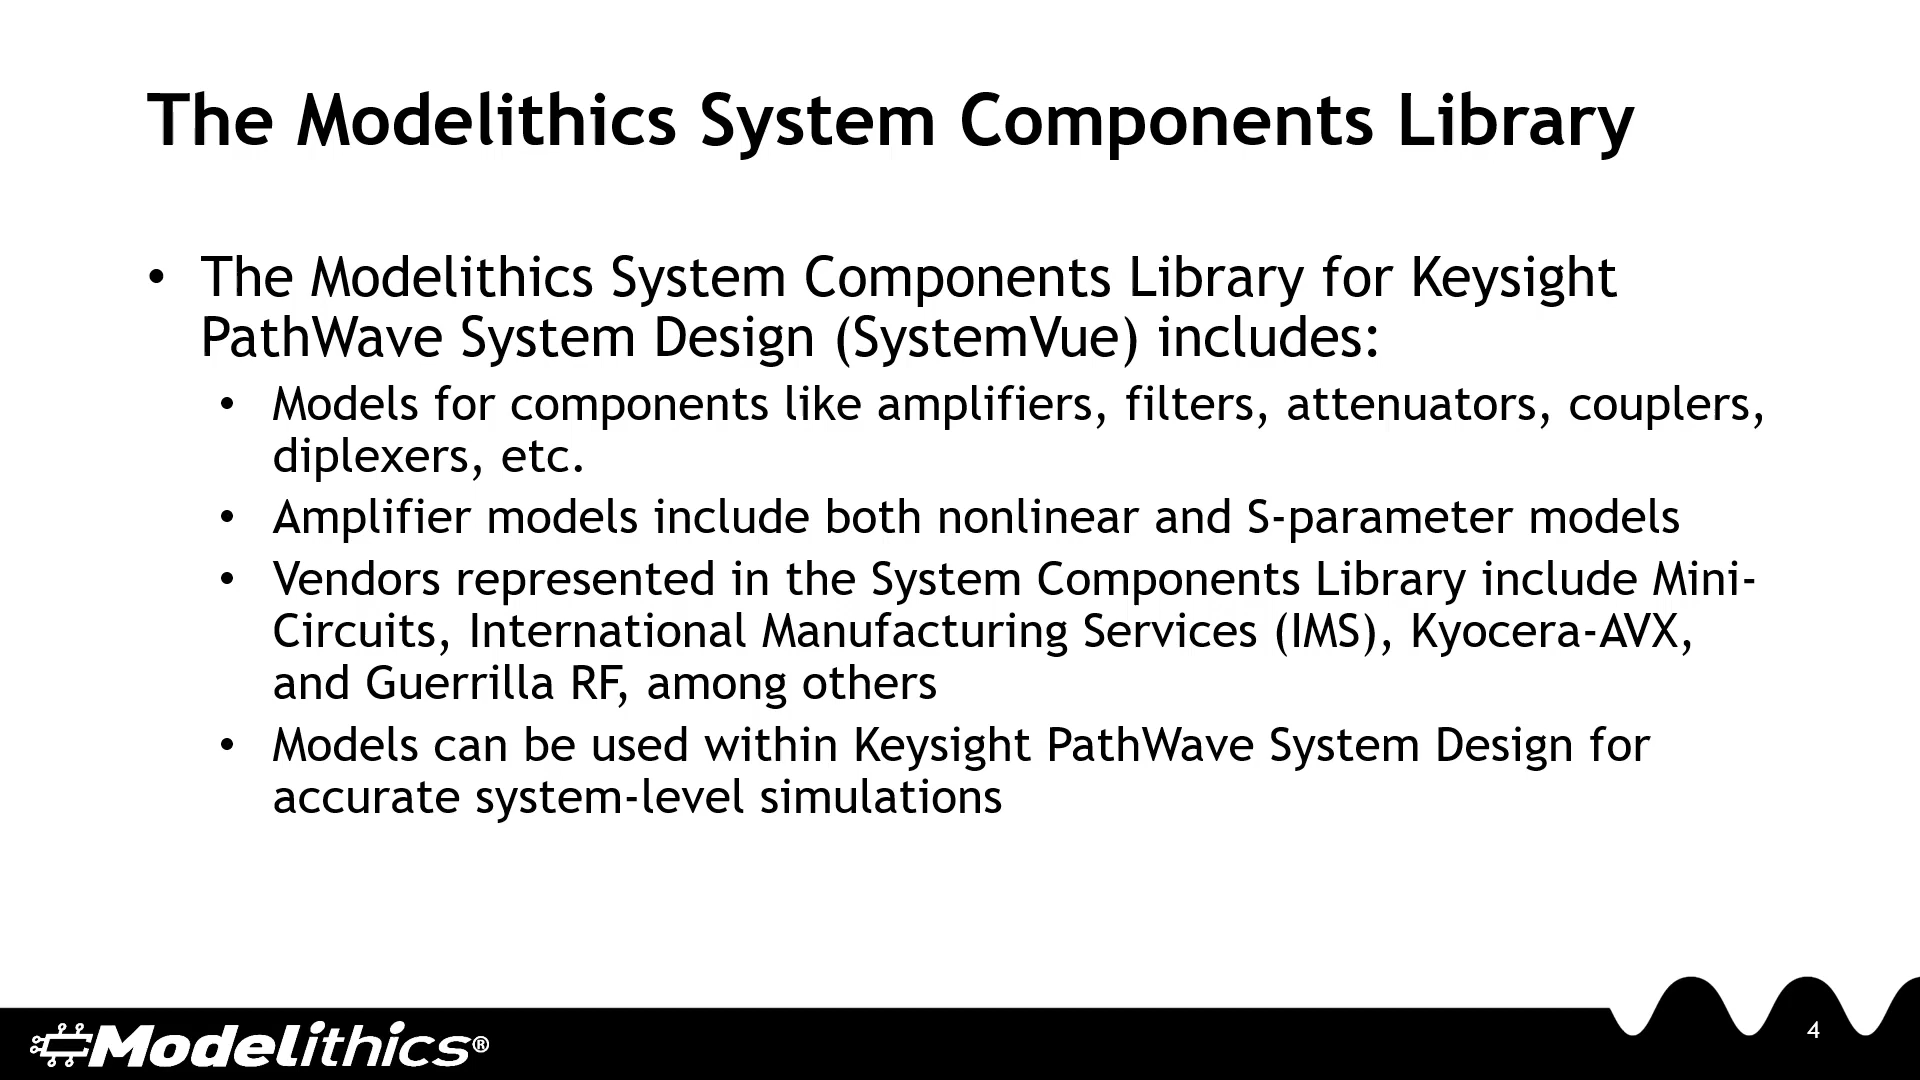 The Modelithics System Components Library
• The Modelithics System Components Library for Keysight
PathWave System Design (SystemVue) includes:
• Models for components like amplifiers, filters, attenuators, couplers,
diplexers, etc.
• Amplifier models include both nonlinear and S-parameter models
• Vendors represented in the System Components Library include Mini-
Circuits, International Manufacturing Services (IMS), Kyocera-AVX,
and Guerrilla RF, among others
• Models can be used within Keysight PathWave System Design for
accurate system-level simulations
Modelithics®
4